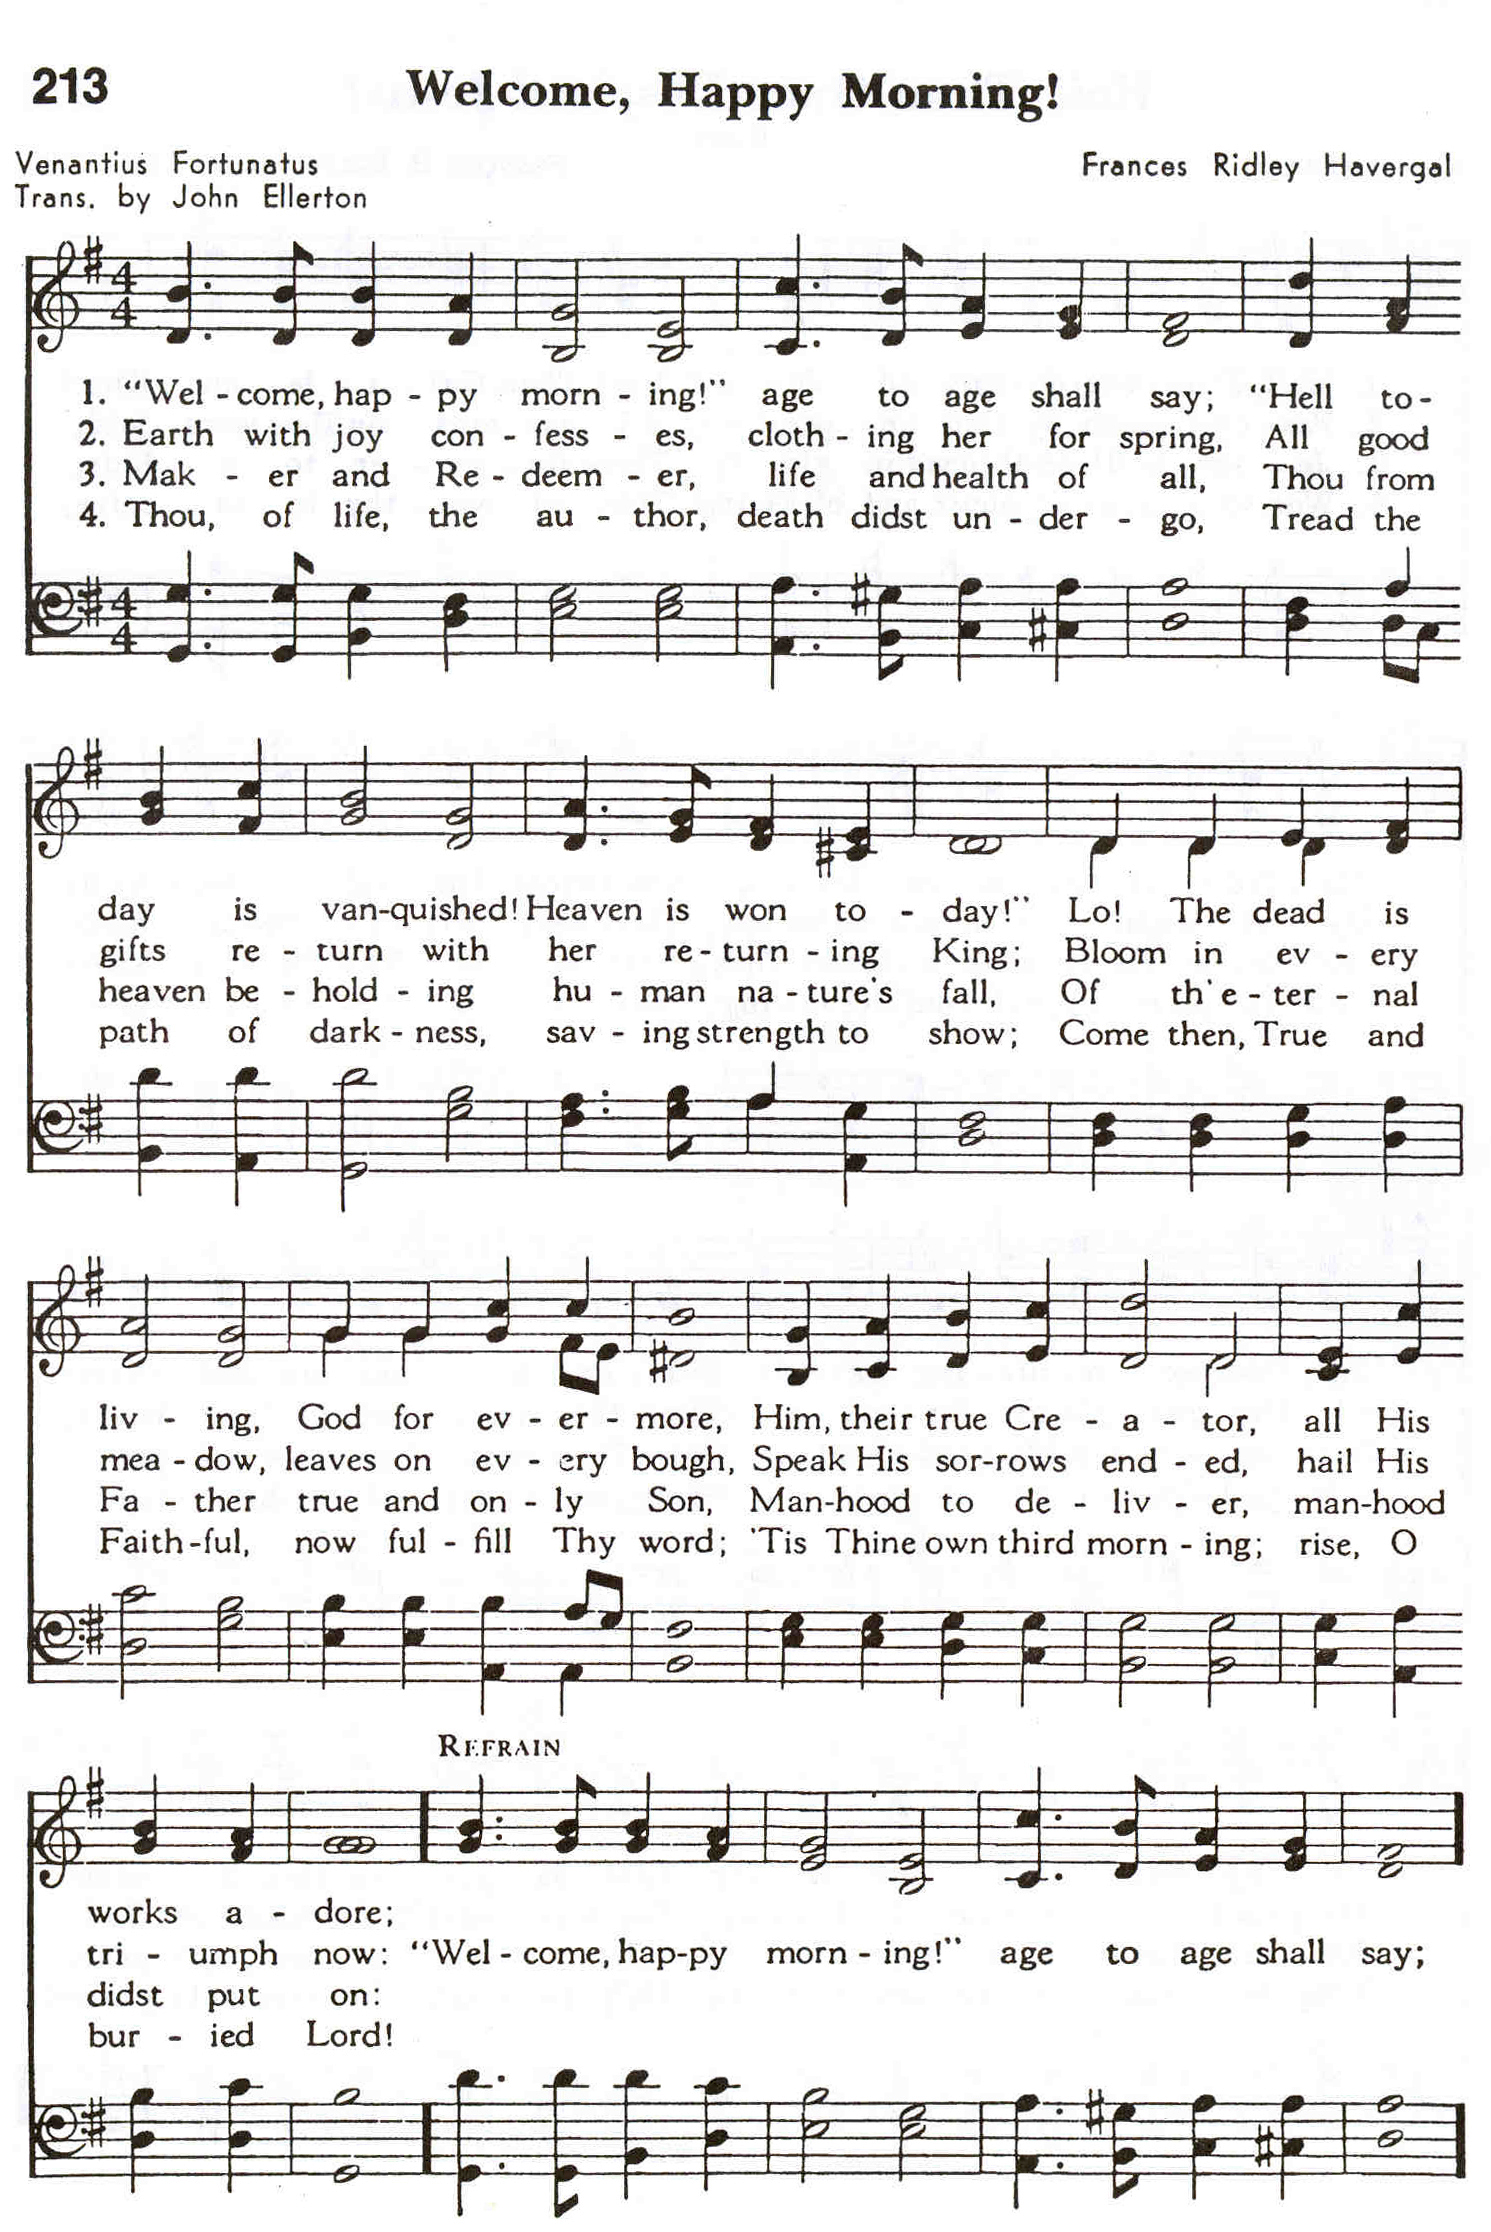 213 Welcome, Happy Morning!
Venantius Fortunatus Frances Ridley Havergal
Trans. by John Ellerton
4 4
1. “Wel - come, hap - py morn - ing!” age to age shall say; “Hell to -
2. Earth with joy con - fess - es, cloth - ing her for spring, All good
3. Mak - er and Re - deem - er, life and health of all, Thou from
4. Thou, of life, the au - thor, death didst un - der - go, Tread the
4 4
day is van-quished! Heaven is won to - day!” Lo! The dead is
gifts re - turn with her re - turn - ing King; Bloom in ev - ery
heaven be - hold - ing hu - man na - ture's fall, Of th' e - ter - nal
path of dark - ness, sav - ing strength to show; Come then, True and
liv - ing, God for ev - er - more, Him, their true Cre - a - tor, all His
mea - dow, leaves on ev - ery bough, Speak His sor-rows end - ed, hail His
Fa - ther true and on - ly Son, Man-hood to de - liv - er, man-hood
Faith -ful, now ful - fill Thy word; 'Tis Thine own third morn - ing; rise, O
REFRAIN
works a - dore;
tri - umph now: “Wel - come, hap-py morn - ing!” age to age shall say;
didst put on:
bur - ied Lord!